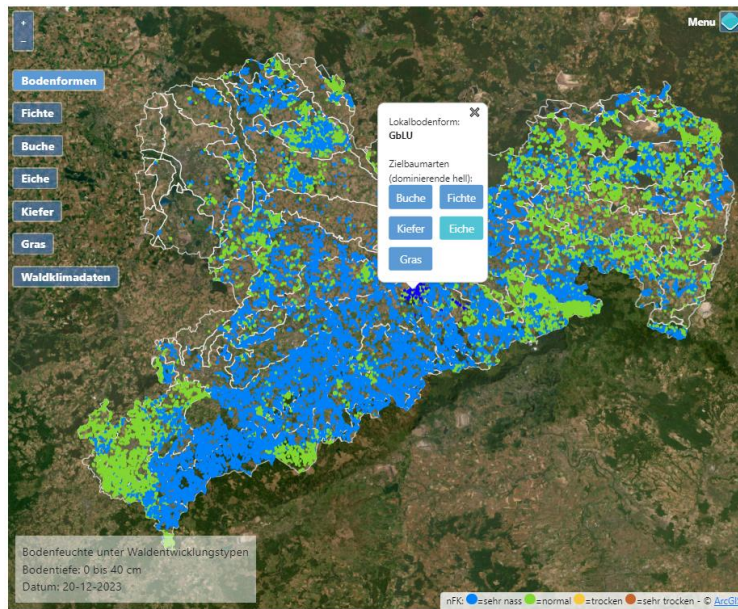 +
−
Menu
Bodenformen
Fichte
Buche
Eiche
Kiefer
Gras
Waldklimadaten
Lokalbodenform:
GbLU
Zielbaumarten
(dominierende hell):
Buche Fichte
Kiefer Eiche
Gras
Bodenfeuchte unter Waldentwicklungstypen
Bodentiefe: 0 bis 40 cm
Datum: 20-12-2023
nFK: =sehr nass =normal =trocken =sehr trocken - © ArcGIS